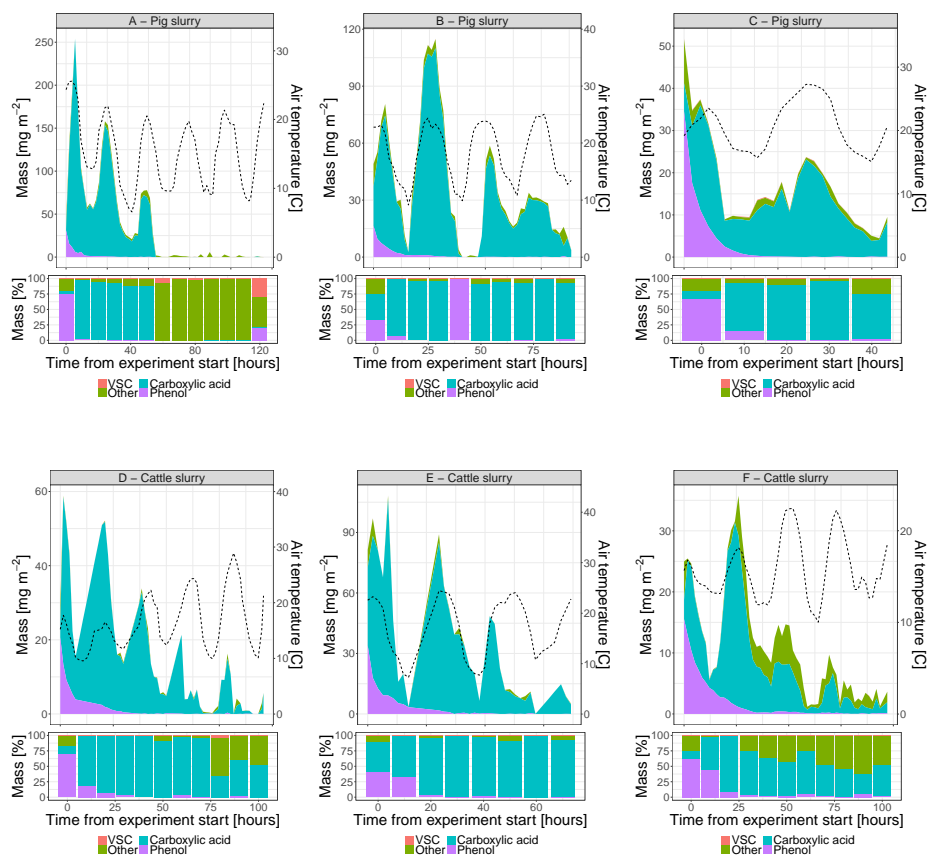 A − Pig slurry
250
200
150
100
50
0
30
20
10
0
Mass [mg m−2]
Air temperature [C]
100
75
50
25
0
Mass [%]
0 40 80 120
Time from experiment start [hours]
VSC Carboxylic acid
Other Phenol
B − Pig slurry
120
90
60
30
0
40
30
20
10
0
Mass [mg m−2]
Air temperature [C]
100
75
50
25
0
Mass [%]
0 25 50 75
Time from experiment start [hours]
VSC Carboxylic acid
Other Phenol
C − Pig slurry
50
40
30
20
10
0
30
20
10
0
Mass [mg m−2]
Air temperature [C]
100
75
50
25
0
Mass [%]
0 10 20 30 40
Time from experiment start [hours]
VSC Carboxylic acid
Other Phenol
D − Cattle slurry
60
40
20
0
40
30
20
10
0
Mass [mg m−2]
Air temperature [C]
100
75
50
25
0
Mass [%]
0 25 50 75 100
Time from experiment start [hours]
VSC Carboxylic acid
Other Phenol
E − Cattle slurry
90
60
30
0
40
30
20
10
0
Mass [mg m−2]
Air temperature [C]
100
75
50
25
0
Mass [%]
0 20 40 60
Time from experiment start [hours]
VSC Carboxylic acid
Other Phenol
F − Cattle slurry
30
20
10
0
20
10
0
Mass [mg m−2]
Air temperature [C]
100
75
50
25
0
Mass [%]
0 25 50 75 100
Time from experiment start [hours]
VSC Carboxylic acid
Other Phenol